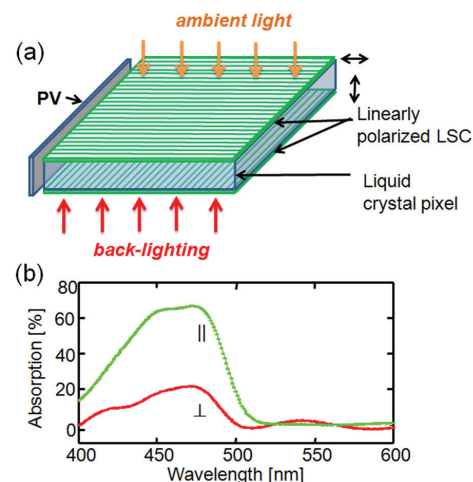 (a)
ambient light
PV
Linearly
polarized LSC
Liquid
crystal pixel
back-lighting
(b)
Absorption [%]
60
40
20
0
||
⊥
400 450 500 550 600
Wavelength [nm]